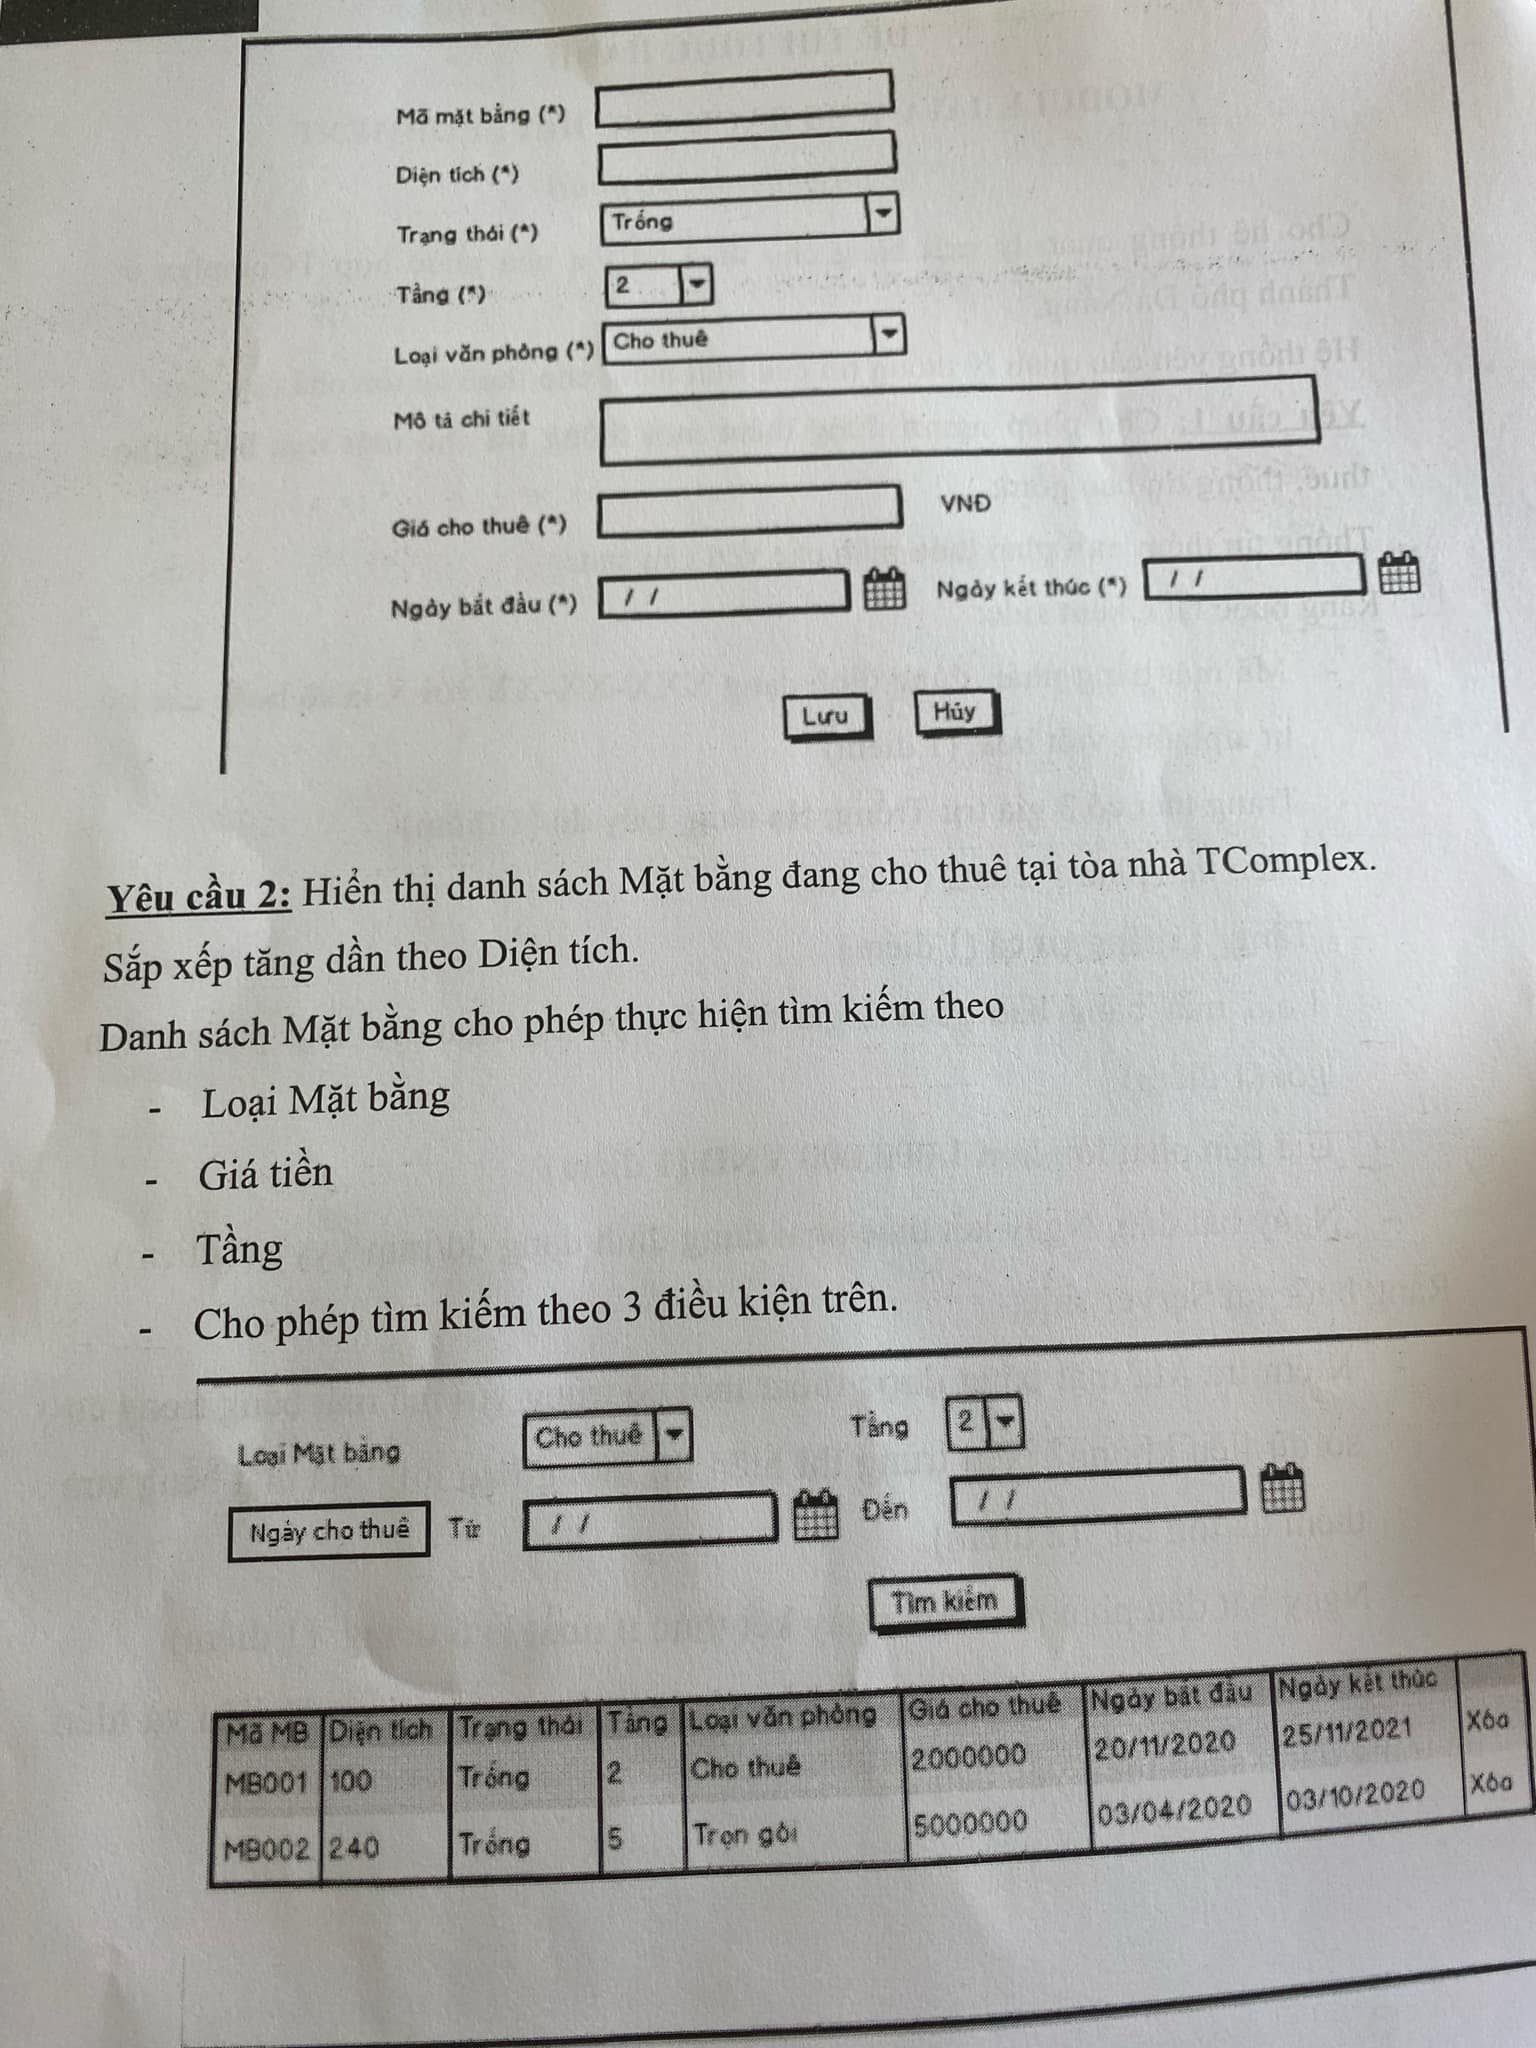 Mã mặt bằng (*)
Diện tích (*)
Trạng thái (*) Trống
Tầng (*) 2
Loại văn phòng (*) Cho thuê
Mô tả chi tiết
Giá cho thuê (*) VNĐ
Ngày bắt đầu (*) / / Ngày kết thúc (*) / /
Lưu Hủy
Yêu cầu 2: Hiển thị danh sách Mặt bằng đang cho thuê tại tòa nhà TComplex.
Sắp xếp tăng dần theo Diện tích.
Danh sách Mặt bằng cho phép thực hiện tìm kiếm theo
- Loại Mặt bằng
- Giá tiền
- Tầng
- Cho phép tìm kiếm theo 3 điều kiện trên.
Loại Mặt bằng Cho thuê Tầng 2
Ngày cho thuê Từ / / Đến / /
Tìm kiếm
Mã MB Diện tích Trạng thái Tầng Loại văn phòng Giá cho thuê Ngày bắt đầu Ngày kết thúc
MB001 100 Trống 2 Cho thuê 2000000 20/11/2020 25/11/2021 Xóa
MB002 240 Trống 5 Trọn gói 5000000 03/04/2020 03/10/2020 Xóa